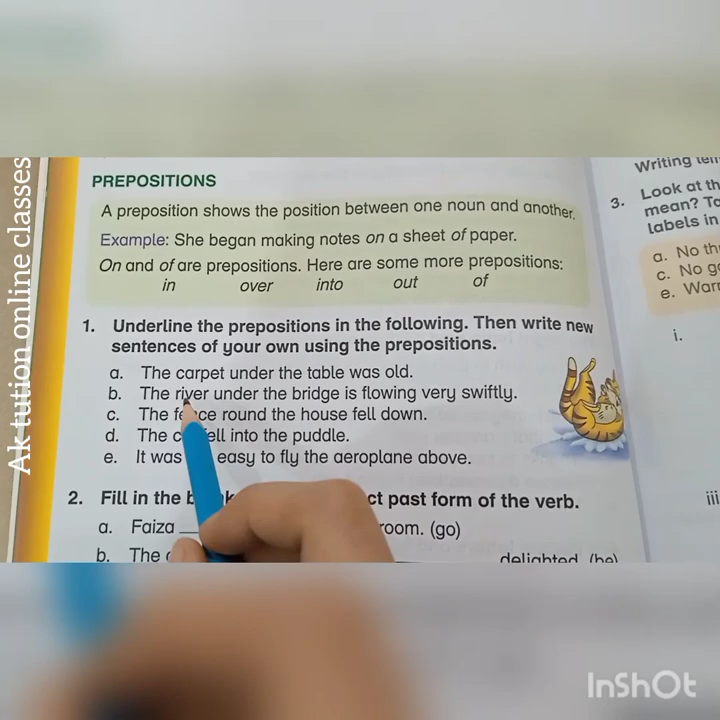 Ak tution online classes
PREPOSITIONS
A preposition shows the position between one noun and another.
Example: She began making notes on a sheet of paper.
On and of are prepositions. Here are some more prepositions:
in over into out of
1. Underline the prepositions in the following. Then write new
sentences of your own using the prepositions.
a. The carpet under the table was old.
b. The river under the bridge is flowing very swiftly.
c. The fence round the house fell down.
d. The ell into the puddle.
e. It was easy to fly the aeroplane above.
2. Fill in the ct past form of the verb.
a. Faiza room. (go)
b. The delighted (be)
Writing
3. Look at th
mean? To
labels in
a. No th
c. No g
e. Warn
i.
iii
InShOt